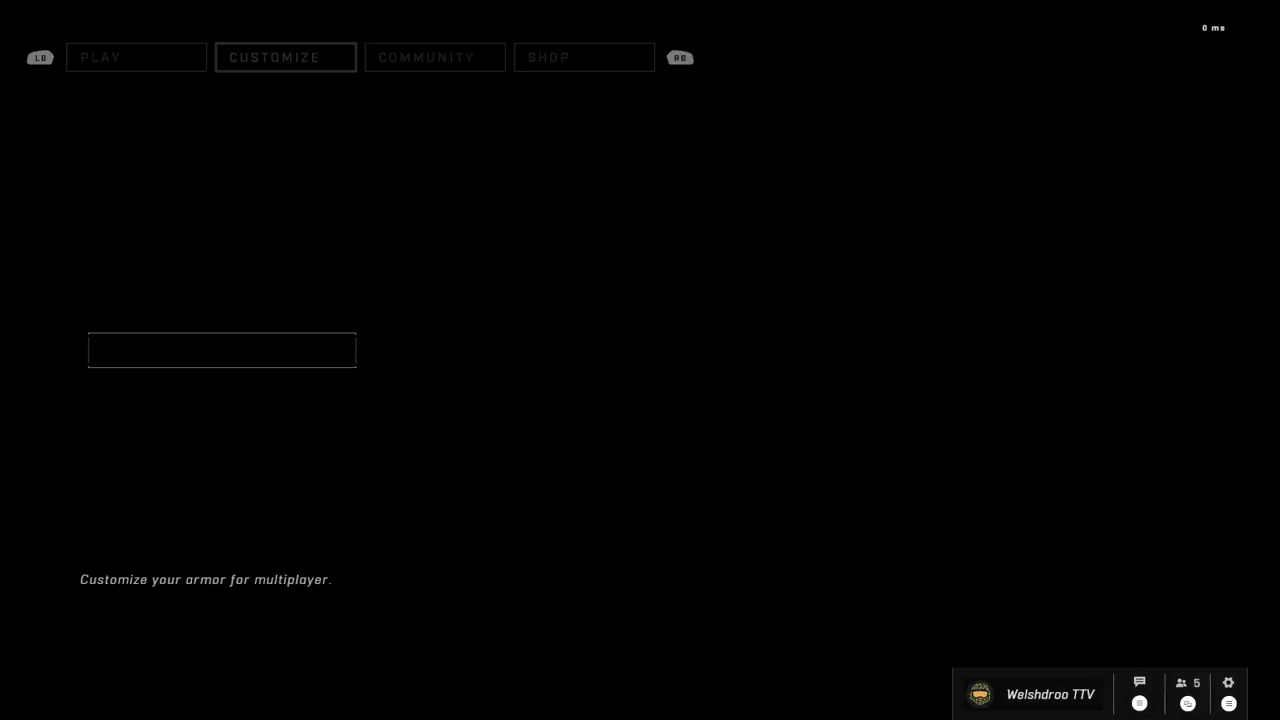 0 ms
LB PLAY CUSTOMIZE COMMUNITY SHOP RB
Customize your armor for multiplayer.
Welshdroo TTV 5